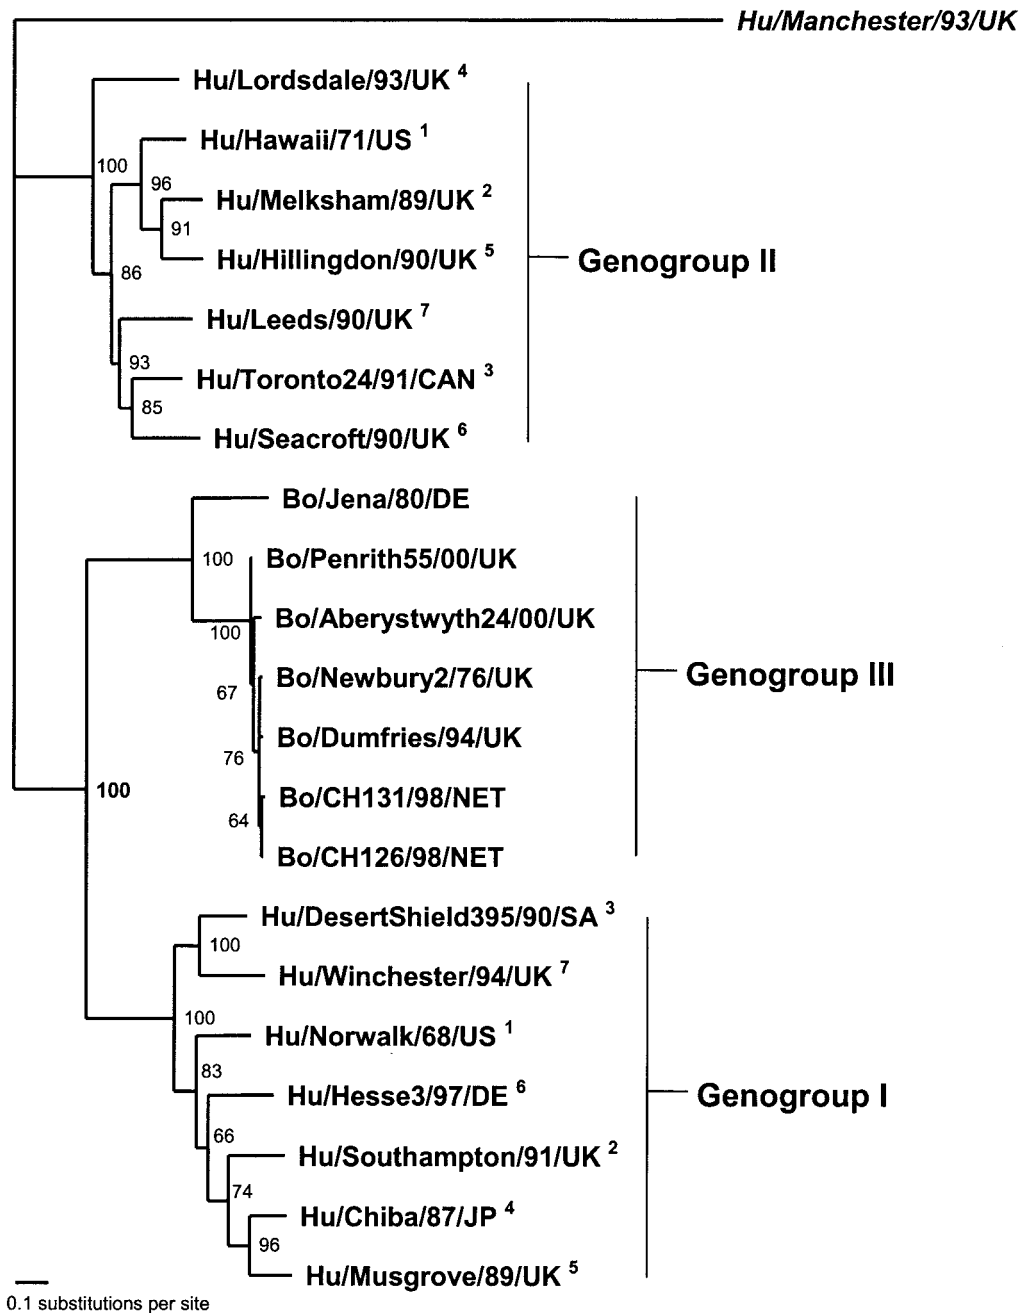 Hu/Manchester/93/UK
Hu/Lordsdale/93/UK 4
Hu/Hawaii/71/US 1
100
96
Hu/Melksham/89/UK 2
91
Hu/Hillingdon/90/UK 5
Genogroup II
86
Hu/Leeds/90/UK 7
93
Hu/Toronto24/91/CAN 3
85
Hu/Seacroft/90/UK 6
Bo/Jena/80/DE
100
Bo/Penrith55/00/UK
Bo/Aberystwyth24/00/UK
100
Bo/Newbury2/76/UK
Genogroup III
67
Bo/Dumfries/94/UK
76
100
Bo/CH131/98/NET
64
Bo/CH126/98/NET
Hu/DesertShield395/90/SA 3
100
Hu/Winchester/94/UK 7
100
Hu/Norwalk/68/US 1
83
Hu/Hesse3/97/DE 6
Genogroup I
66
Hu/Southampton/91/UK 2
74
Hu/Chiba/87/JP 4
96
Hu/Musgrove/89/UK 5
0.1 substitutions per site